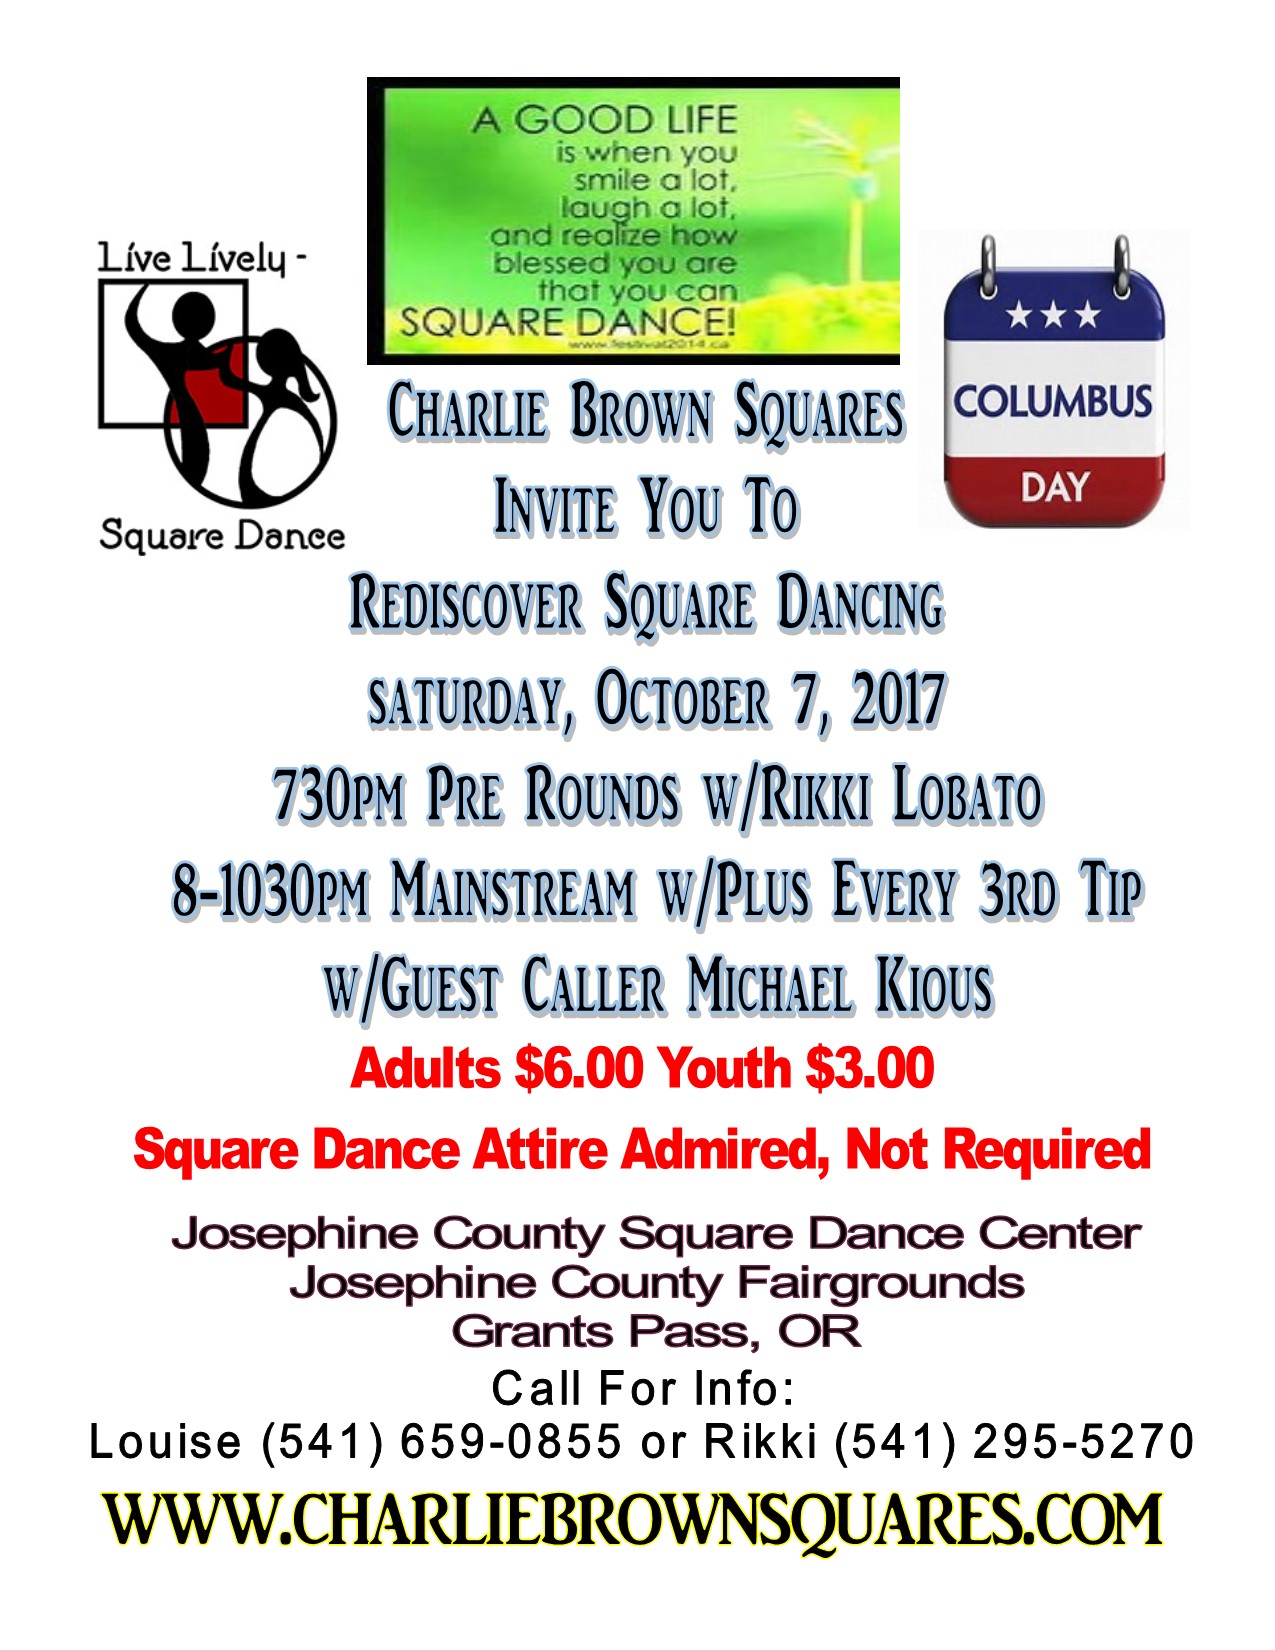 A GOOD LIFE
is when you
smile a lot,
laugh a lot,
and realize how
blessed you are
that you can
SQUARE DANCE!
www.festival2014.ca
Live Lively -
Square Dance
COLUMBUS
DAY
Charlie Brown Squares
Invite You To
Rediscover Square Dancing
saturday, October 7, 2017
730pm Pre Rounds w/Rikki Lobato
8-1030pm Mainstream w/Plus Every 3rd Tip
w/Guest Caller Michael Kious
Adults $6.00 Youth $3.00
Square Dance Attire Admired, Not Required
Josephine County Square Dance Center
Josephine County Fairgrounds
Grants Pass, OR
Call For Info:
Louise (541) 659-0855 or Rikki (541) 295-5270
WWW.CHARLIEBROWNSQUARES.COM